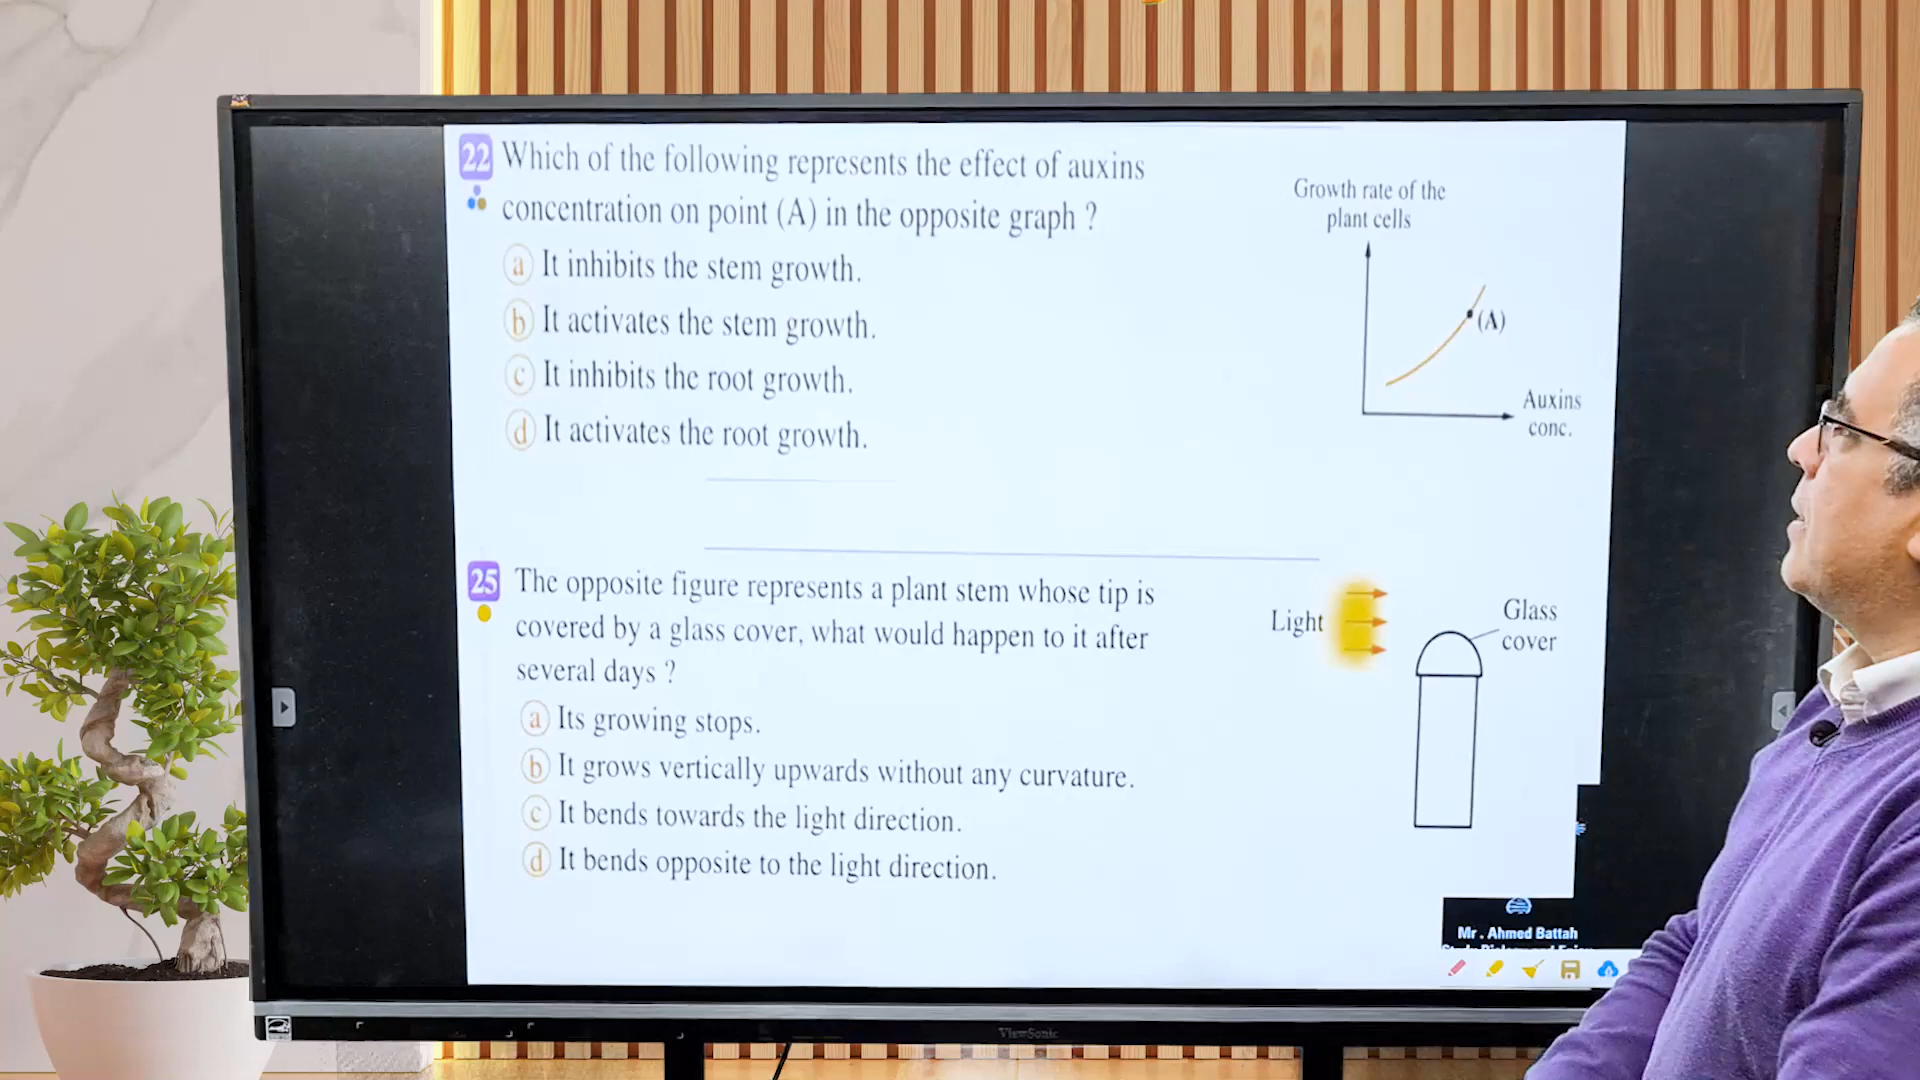 22 Which of the following represents the effect of auxins
concentration on point (A) in the opposite graph ?
a It inhibits the stem growth.
b It activates the stem growth.
c It inhibits the root growth.
d It activates the root growth.
Growth rate of the
plant cells
(A)
Auxins
conc.
25 The opposite figure represents a plant stem whose tip is
covered by a glass cover, what would happen to it after
several days ?
a Its growing stops.
b It grows vertically upwards without any curvature.
c It bends towards the light direction.
d It bends opposite to the light direction.
Light
Glass
cover
Mr . Ahmed Battah
ViewSonic